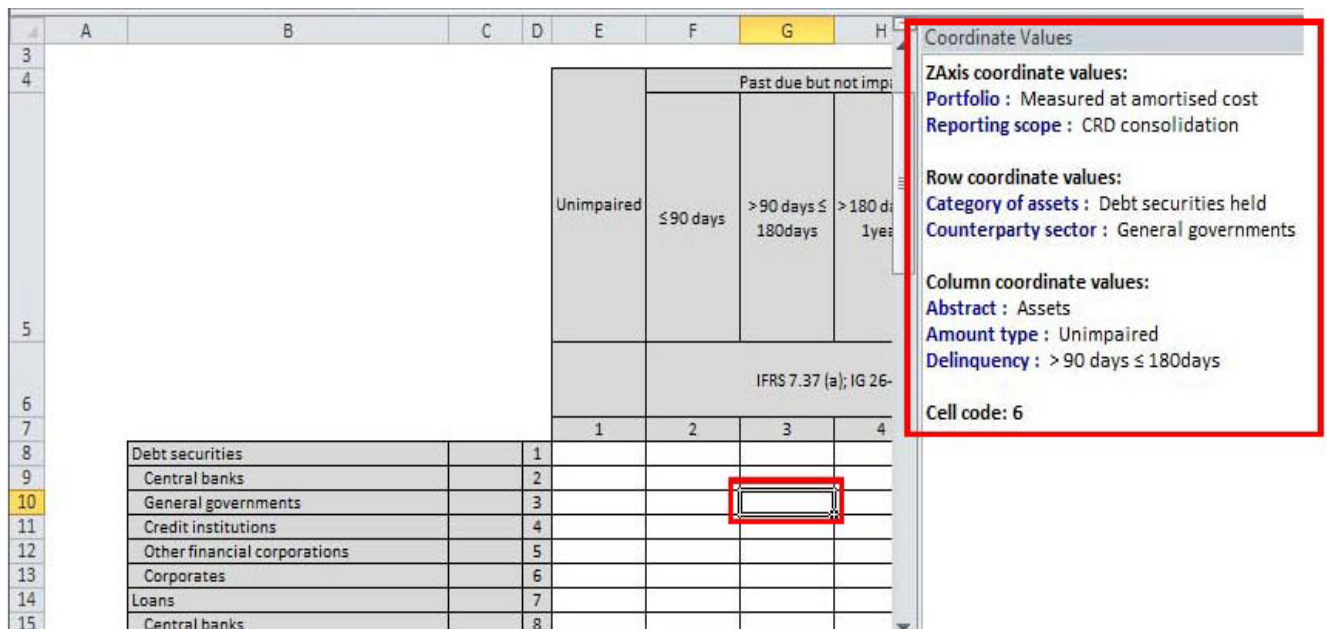 A B C D E F G H
3
4 Past due but not impa
Unimpaired ≤90 days >90 days ≤ 180days >180 da 1yea
5
6 IFRS 7.37 (a); IG 26-
7 1 2 3 4
8 Debt securities 1
9 Central banks 2
10 General governments 3
11 Credit institutions 4
12 Other financial corporations 5
13 Corporates 6
14 Loans 7
15 Central banks 8
Coordinate Values
ZAxis coordinate values:
Portfolio : Measured at amortised cost
Reporting scope : CRD consolidation
Row coordinate values:
Category of assets : Debt securities held
Counterparty sector : General governments
Column coordinate values:
Abstract : Assets
Amount type : Unimpaired
Delinquency : > 90 days ≤ 180days
Cell code: 6